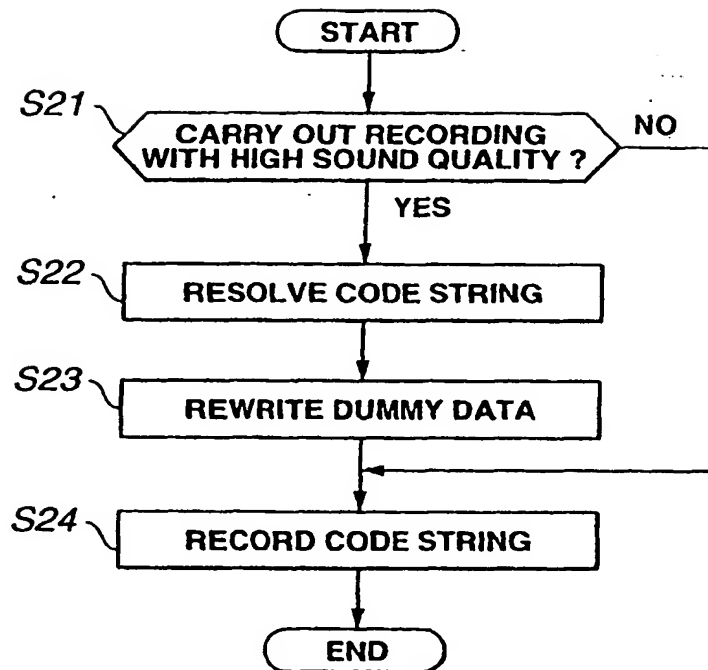 START
S21
CARRY OUT RECORDING
WITH HIGH SOUND QUALITY ?
NO
YES
S22
RESOLVE CODE STRING
S23
REWRITE DUMMY DATA
S24
RECORD CODE STRING
END